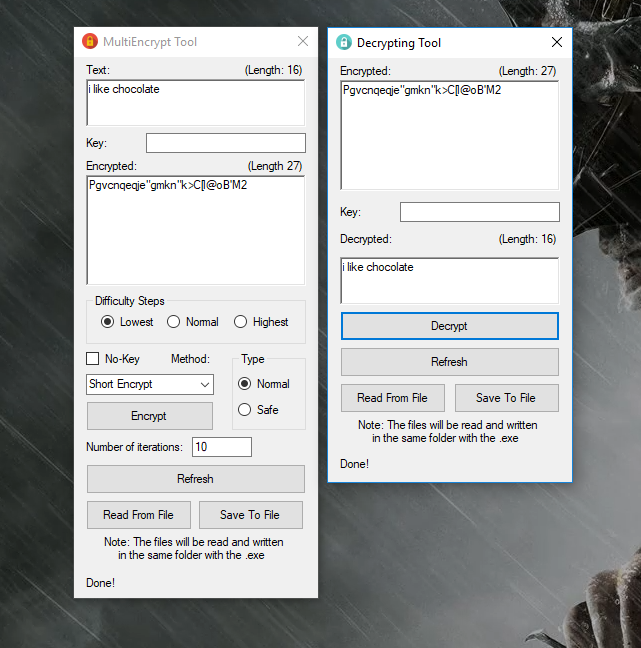 MultiEncrypt Tool
Text: (Length: 16)
i like chocolate
Key:
Encrypted: (Length 27)
Pgvcnqeqje"gmkn"k>C[l@oB'M2
Difficulty Steps
Lowest Normal Highest
No-Key Method:
Short Encrypt
Type
Normal
Safe
Encrypt
Number of iterations: 10
Refresh
Read From File Save To File
Note: The files will be read and written
in the same folder with the .exe
Done!
Decrypting Tool
Encrypted: (Length: 27)
Pgvcnqeqje"gmkn"k>C[l@oB'M2
Key:
Decrypted: (Length: 16)
i like chocolate
Decrypt
Refresh
Read From File Save To File
Note: The files will be read and written
in the same folder with the .exe
Done!